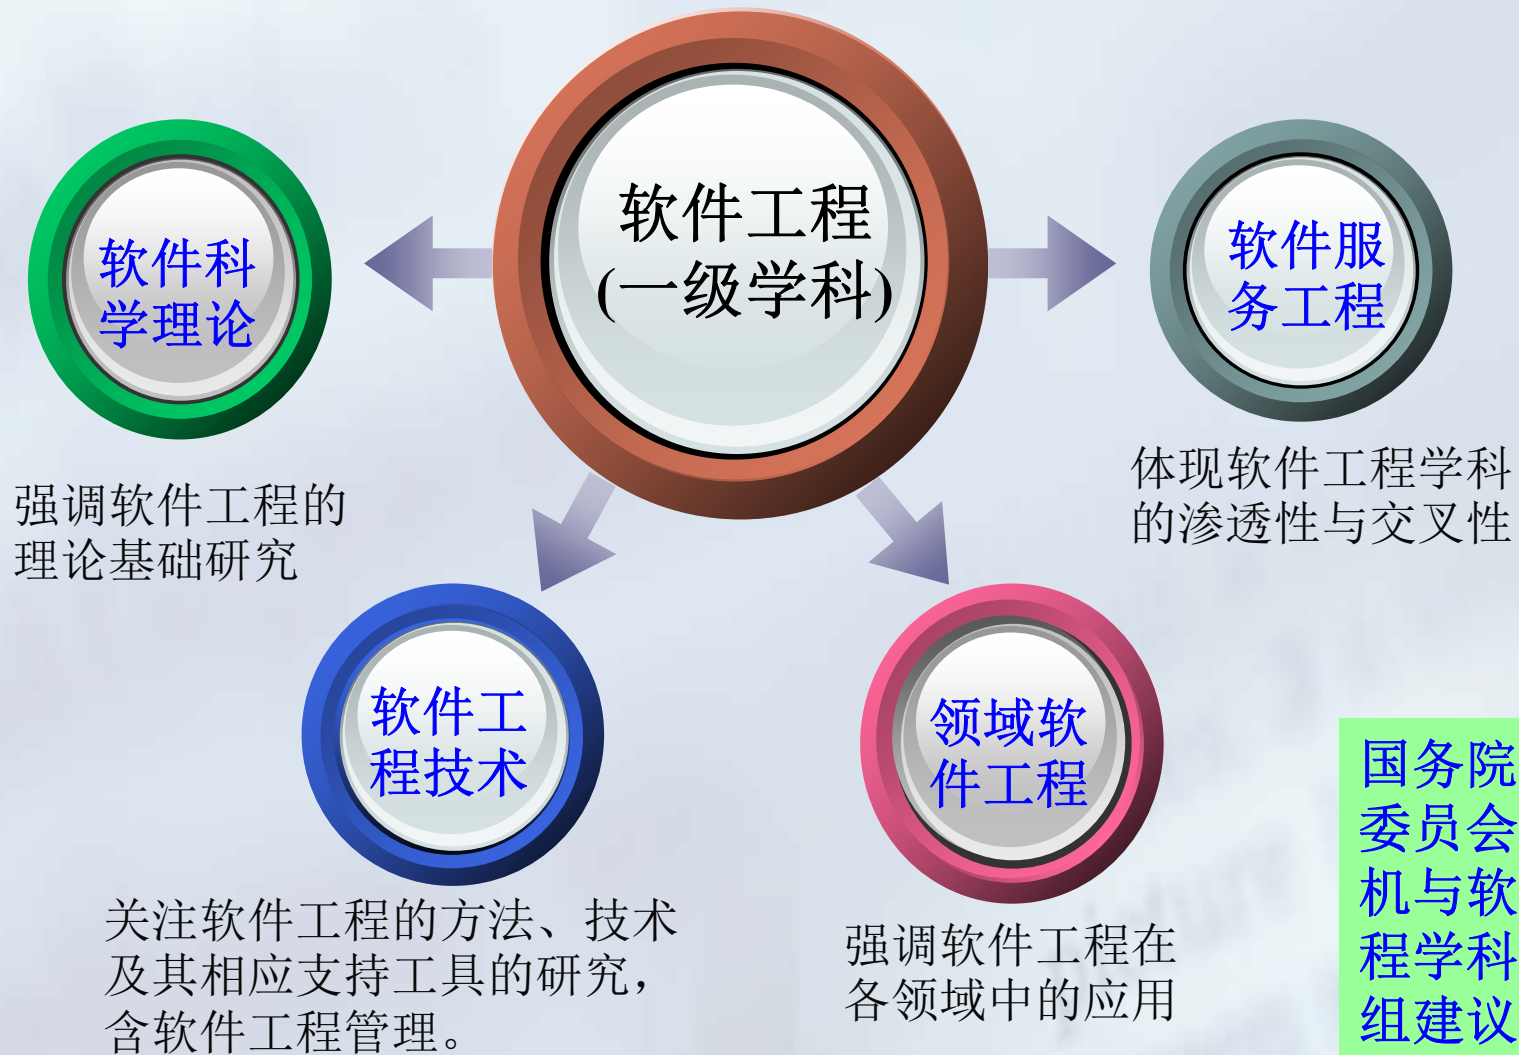 软件工程
(一级学科)
软件科
学理论
强调软件工程的
理论基础研究
软件服
务工程
体现软件工程学科
的渗透性与交叉性
软件工
程技术
关注软件工程的方法、技术
及其相应支持工具的研究，
含软件工程管理。
领域软
件工程
强调软件工程在
各领域中的应用
国务院
委员会
机与软
程学科
组建议